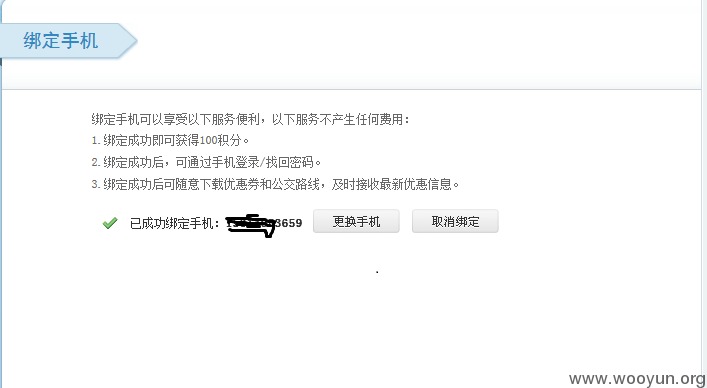 绑定手机
绑定手机可以享受以下服务便利，以下服务不产生任何费用：
1.绑定成功即可获得100积分。
2.绑定成功后，可通过手机登录/找回密码。
3.绑定成功后可随意下载优惠券和公交路线，及时接收最新优惠信息。
已成功绑定手机： 3659 更换手机 取消绑定
www.wooyun.org